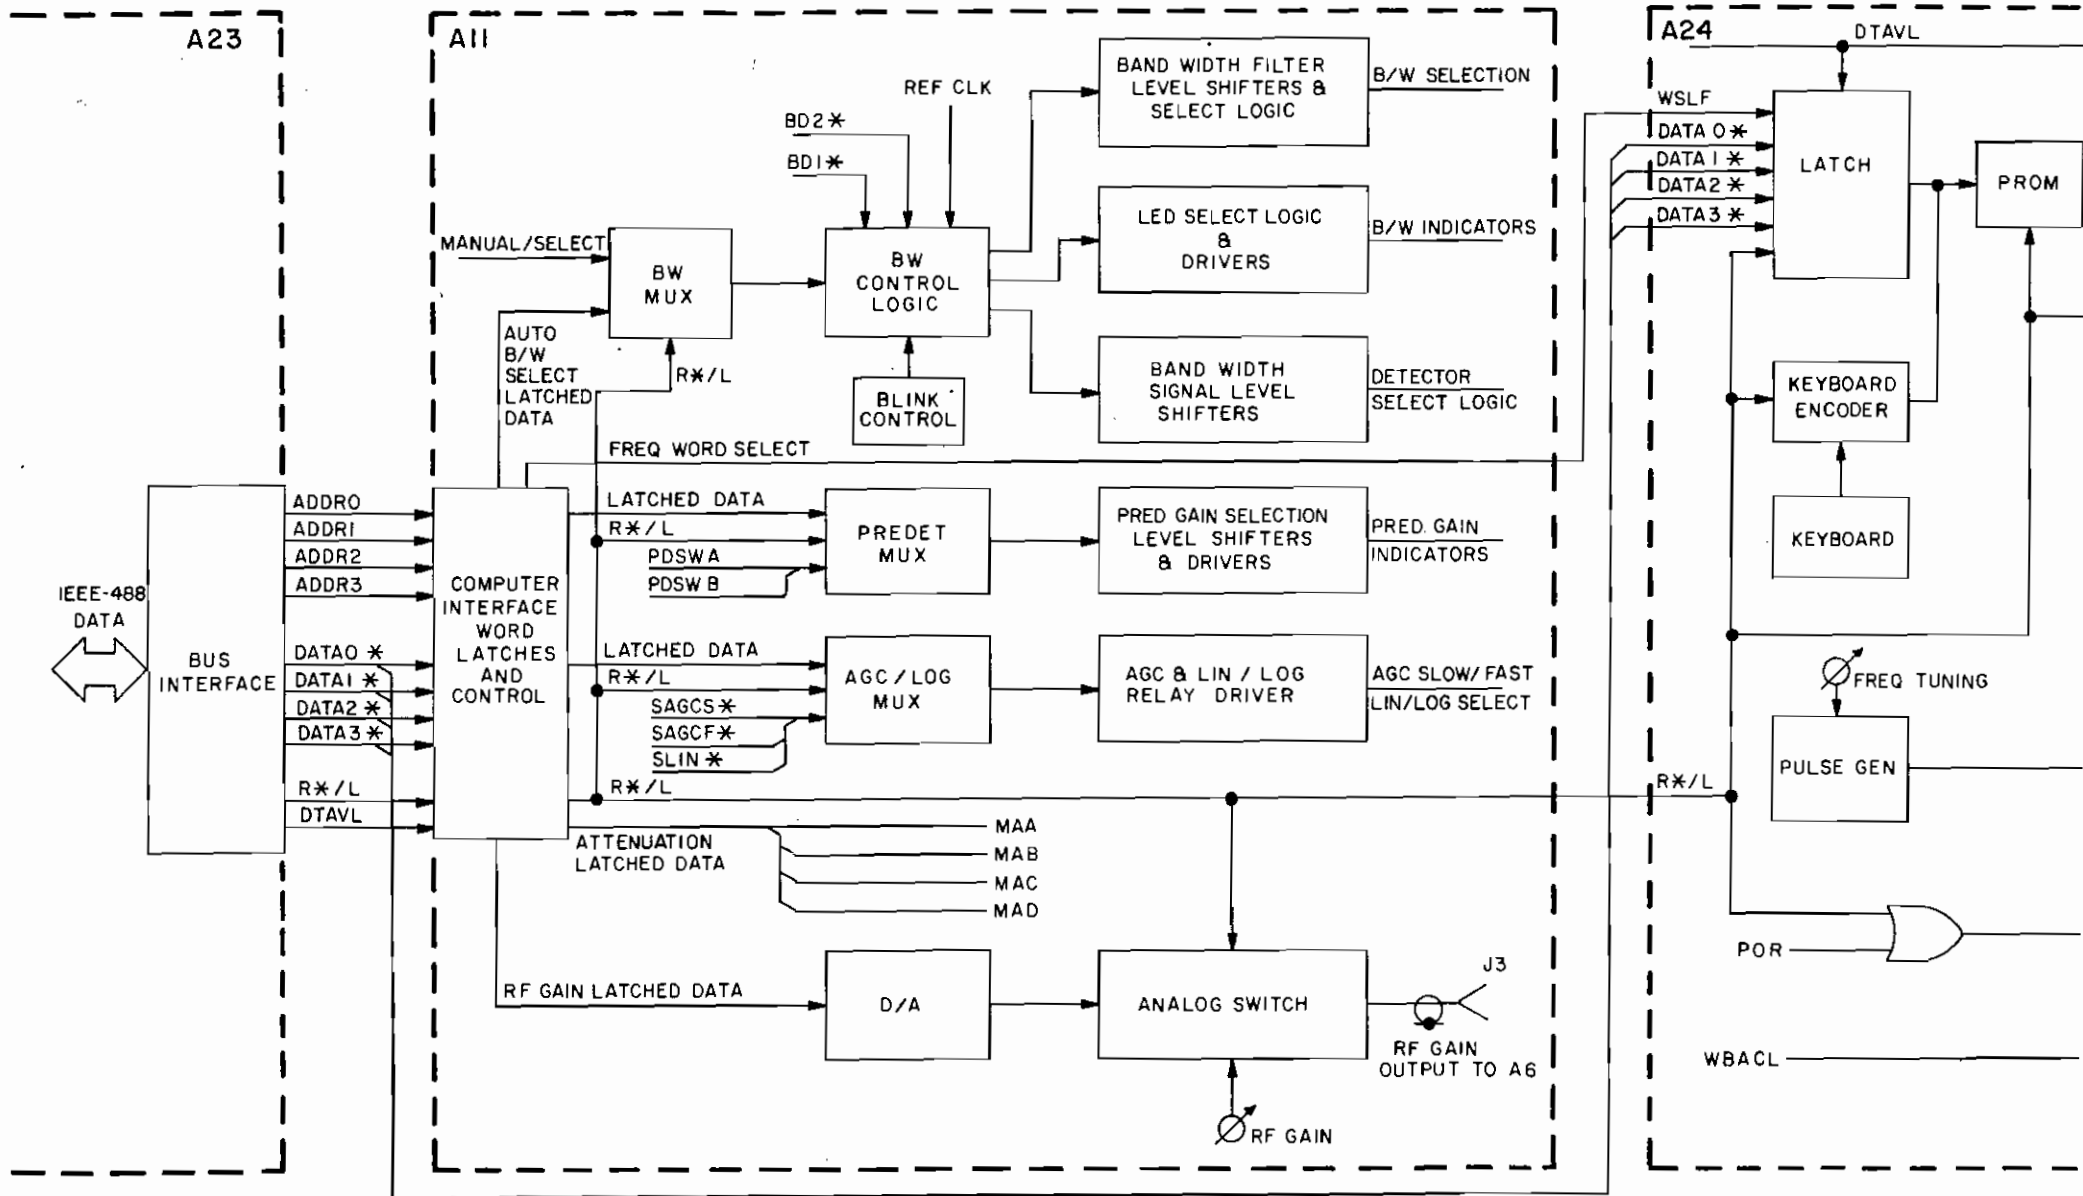 A23
IEEE-488
DATA
BUS
INTERFACE
ADDR0
ADDR1
ADDR2
ADDR3
DATA0 *
DATA1 *
DATA2 *
DATA3 *
R*/L
DTAVL
A11
MANUAL/SELECT
BW
MUX
AUTO
B/W
SELECT
LATCHED
DATA
R*/L
BD2*
BD1*
REF CLK
BW
CONTROL
LOGIC
BLINK
CONTROL
BAND WIDTH FILTER
LEVEL SHIFTERS &
SELECT LOGIC
B/W SELECTION
LED SELECT LOGIC
&
DRIVERS
B/W INDICATORS
BAND WIDTH
SIGNAL LEVEL
SHIFTERS
DETECTOR
SELECT LOGIC
FREQ WORD SELECT
COMPUTER
INTERFACE
WORD
LATCHES
AND
CONTROL
LATCHED DATA
R*/L
PDSWA
PDSWB
PREDET
MUX
PRED GAIN SELECTION
LEVEL SHIFTERS
& DRIVERS
PRED. GAIN
INDICATORS
LATCHED DATA
R*/L
SAGCS*
SAGCF*
SLIN*
AGC/LOG
MUX
AGC & LIN / LOG
RELAY DRIVER
AGC SLOW/FAST
LIN/LOG SELECT
R*/L
ATTENUATION
LATCHED DATA
MAA
MAB
MAC
MAD
RF GAIN LATCHED DATA
D/A
ANALOG SWITCH
J3
RF GAIN
OUTPUT TO A6
RF GAIN
A24
DTAVL
WSLF
DATA 0*
DATA 1*
DATA2*
DATA3*
LATCH
PROM
KEYBOARD
ENCODER
KEYBOARD
FREQ TUNING
PULSE GEN
R*/L
POR
WBACL